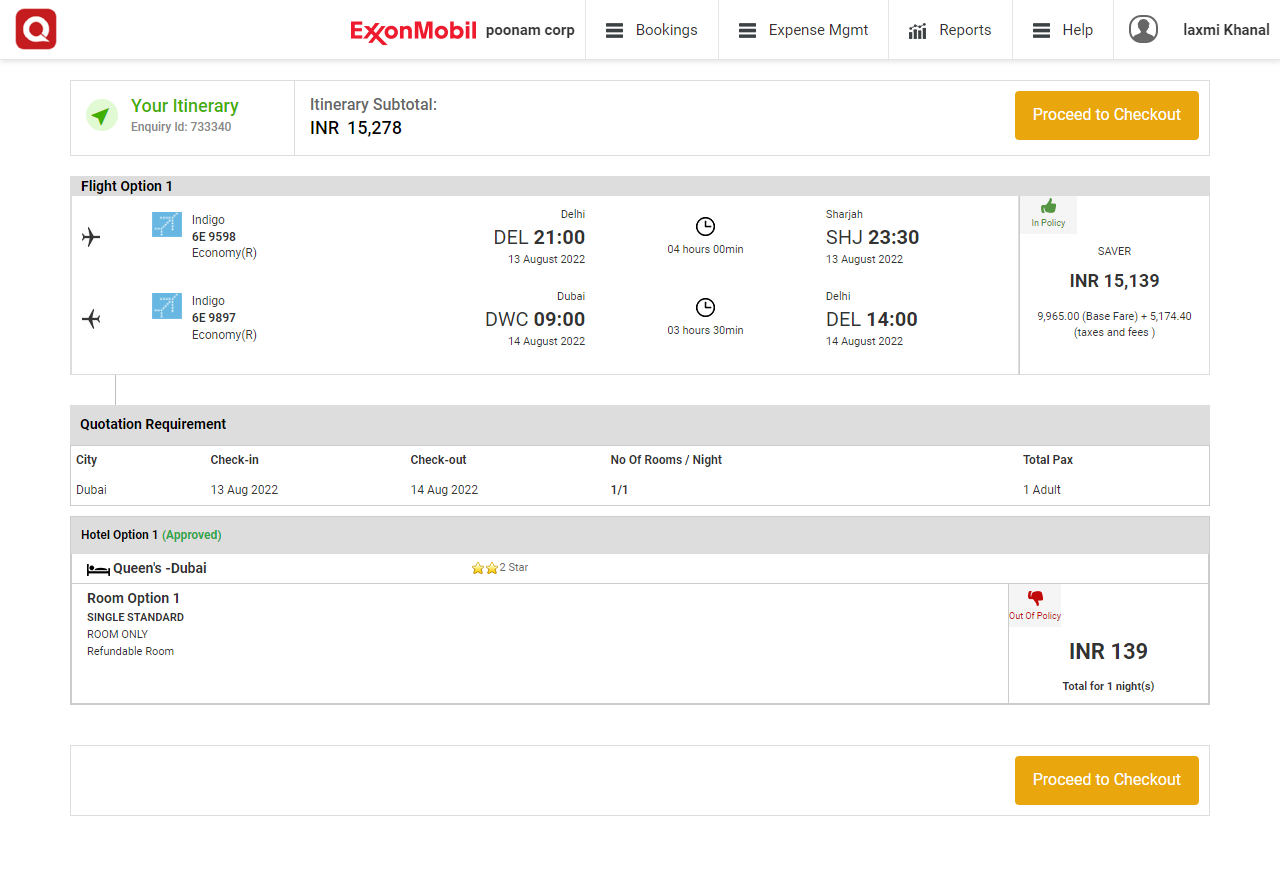 Q
ExxonMobil poonam corp Bookings Expense Mgmt Reports Help laxmi Khanal
Your Itinerary
Enquiry Id: 733340
Itinerary Subtotal:
INR 15,278
Proceed to Checkout
Flight Option 1
Indigo
6E 9598
Economy(R)
Delhi
DEL 21:00
13 August 2022
04 hours 00min
Sharjah
SHJ 23:30
13 August 2022
Indigo
6E 9897
Economy(R)
Dubai
DWC 09:00
14 August 2022
03 hours 30min
Delhi
DEL 14:00
14 August 2022
In Policy
SAVER
INR 15,139
9,965.00 (Base Fare) + 5,174.40
(taxes and fees )
Quotation Requirement
City Check-in Check-out No Of Rooms / Night Total Pax
Dubai 13 Aug 2022 14 Aug 2022 1/1 1 Adult
Hotel Option 1 (Approved)
Queen's -Dubai 2 Star
Room Option 1
SINGLE STANDARD
ROOM ONLY
Refundable Room
Out Of Policy
INR 139
Total for 1 night(s)
Proceed to Checkout